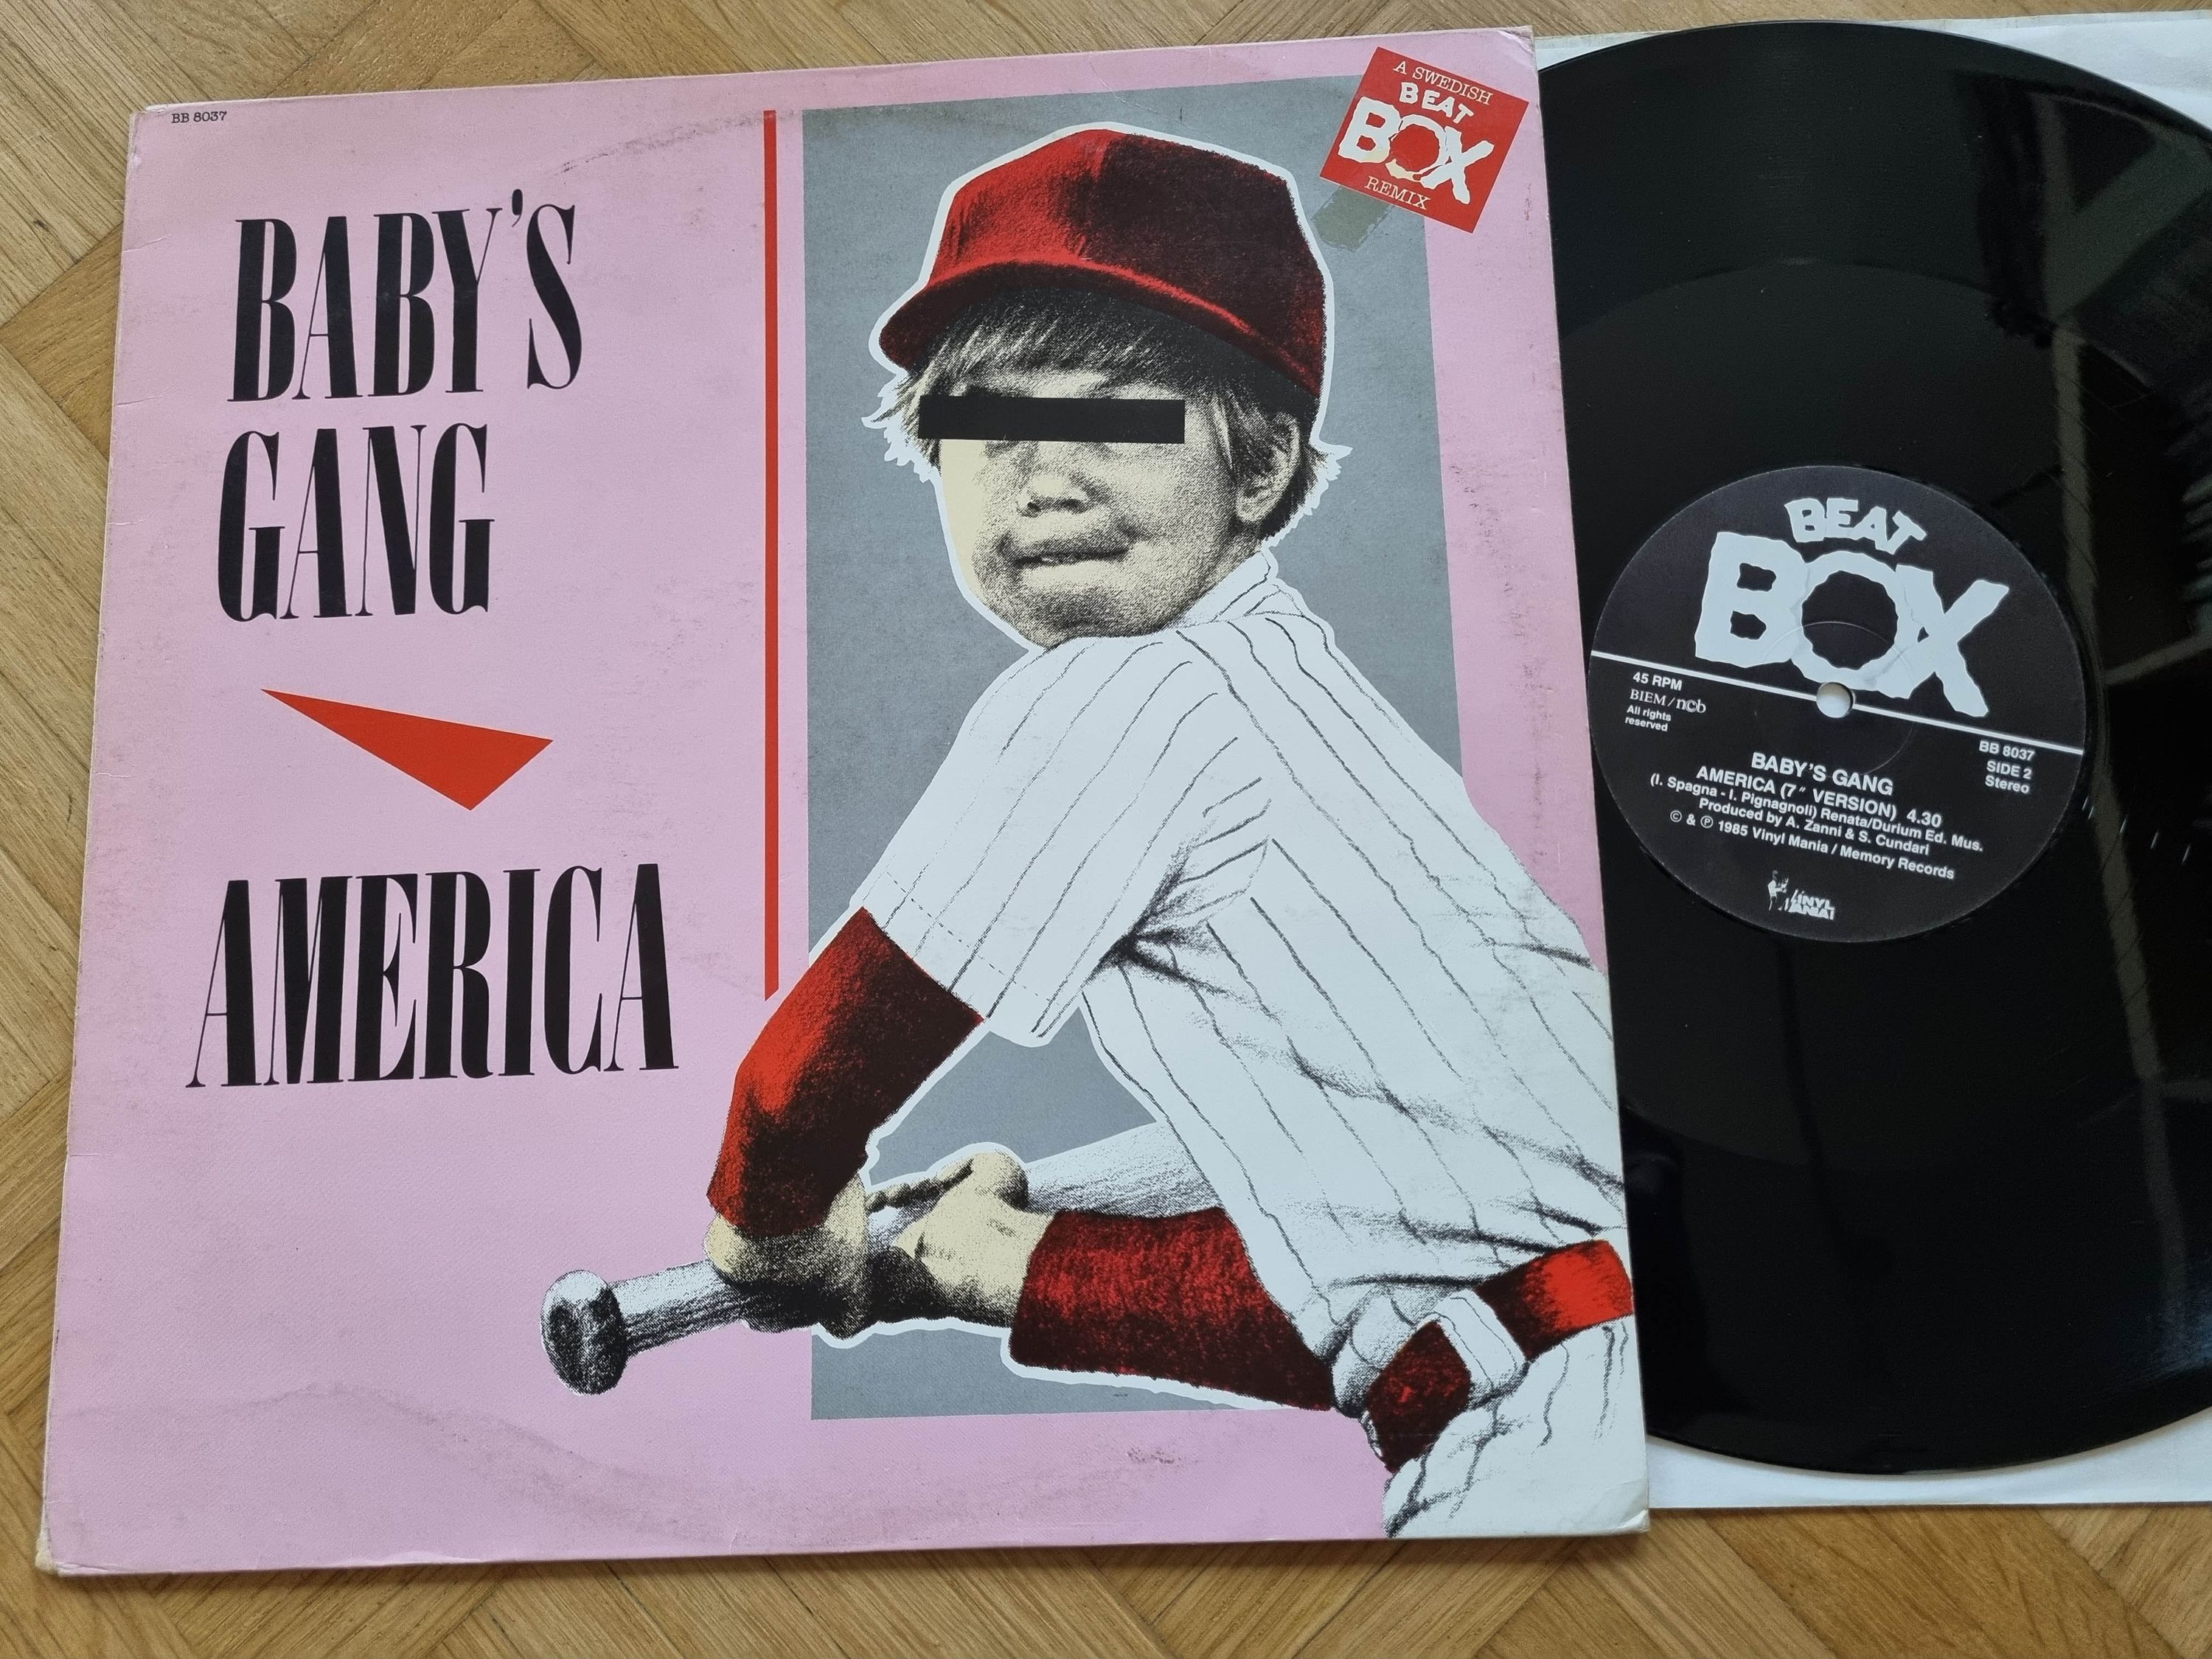 BB 8037
BABY'S
GANG
AMERICA
A SWEDISH
BEAT
BOX
REMIX
BEAT
BOX
45 RPM
BIEM/ncb
All rights
reserved
BB 8037
SIDE 2
Stereo
BABY'S GANG
AMERICA (7" VERSION) 4.30
(I. Spagna - I. Pignagnoli) Renata/Durium Ed. Mus.
Produced by A. Zanni & S. Cundari
© & ℗ 1985 Vinyl Mania / Memory Records
VINYL
MANIA